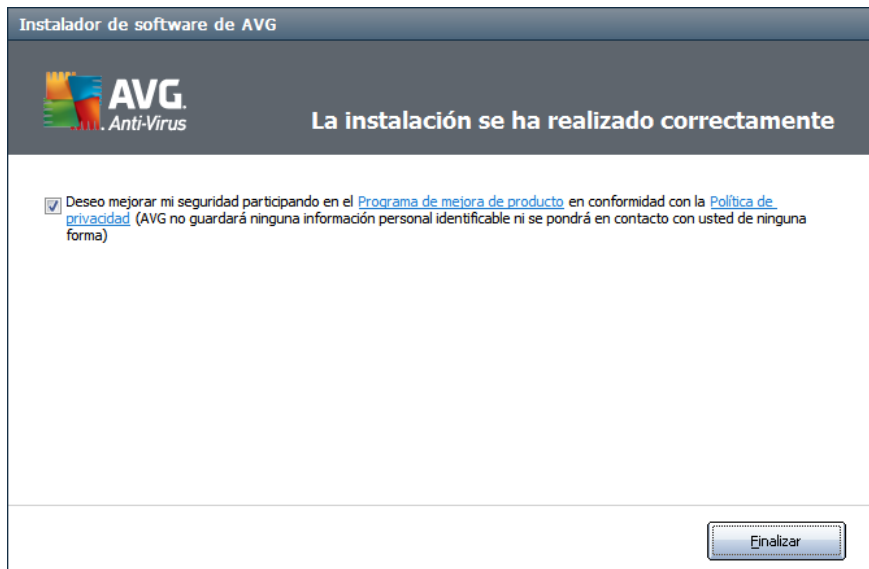 Instalador de software de AVG
AVG.
Anti-Virus
La instalación se ha realizado correctamente
Deseo mejorar mi seguridad participando en el Programa de mejora de producto en conformidad con la Política de
privacidad (AVG no guardará ninguna información personal identificable ni se pondrá en contacto con usted de ninguna
forma)
Finalizar